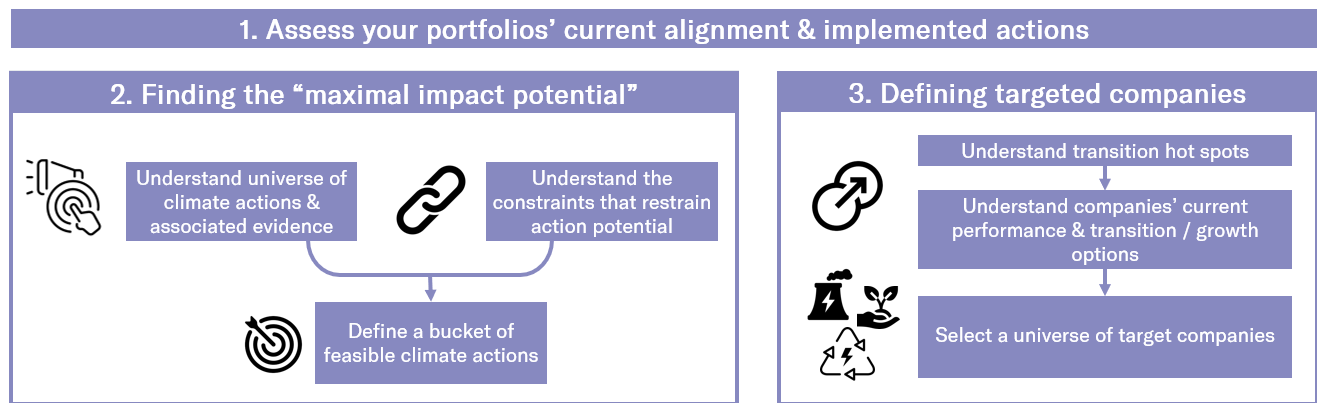 1. Assess your portfolios’ current alignment & implemented actions
2. Finding the “maximal impact potential”
Understand universe of
climate actions &
associated evidence
Understand the
constraints that restrain
action potential
Define a bucket of
feasible climate actions
3. Defining targeted companies
Understand transition hot spots
Understand companies’ current
performance & transition / growth
options
Select a universe of target companies